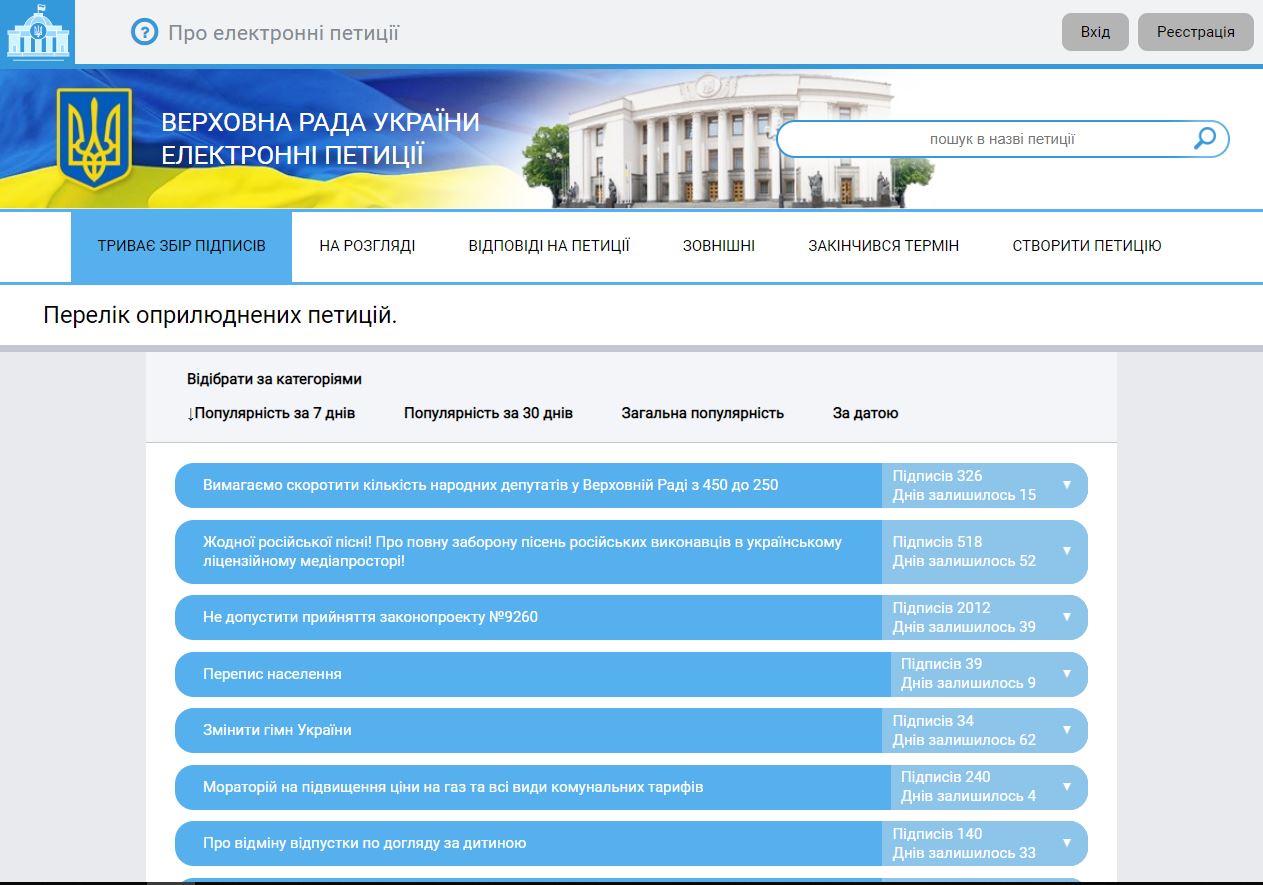 Про електронні петиції
Вхід
Реєстрація
ВЕРХОВНА РАДА УКРАЇНИ
ЕЛЕКТРОННІ ПЕТИЦІЇ
пошук в назві петиції
ТРИВАЄ ЗБІР ПІДПИСІВ
НА РОЗГЛЯДІ
ВІДПОВІДІ НА ПЕТИЦІЇ
ЗОВНІШНІ
ЗАКІНЧИВСЯ ТЕРМІН
СТВОРИТИ ПЕТИЦІЮ
Перелік оприлюднених петицій.
Відібрати за категоріями
↓Популярність за 7 днів
Популярність за 30 днів
Загальна популярність
За датою
Вимагаємо скоротити кількість народних депутатів у Верховній Раді з 450 до 250
Підписів 326
Днів залишилось 15
Жодної російської пісні! Про повну заборону пісень російських виконавців в українському
ліцензійному медіапросторі!
Підписів 518
Днів залишилось 52
Не допустити прийняття законопроекту №9260
Підписів 2012
Днів залишилось 39
Перепис населення
Підписів 39
Днів залишилось 9
Змінити гімн України
Підписів 34
Днів залишилось 62
Мораторій на підвищення ціни на газ та всі види комунальних тарифів
Підписів 240
Днів залишилось 4
Про відміну відпустки по догляду за дитиною
Підписів 140
Днів залишилось 33